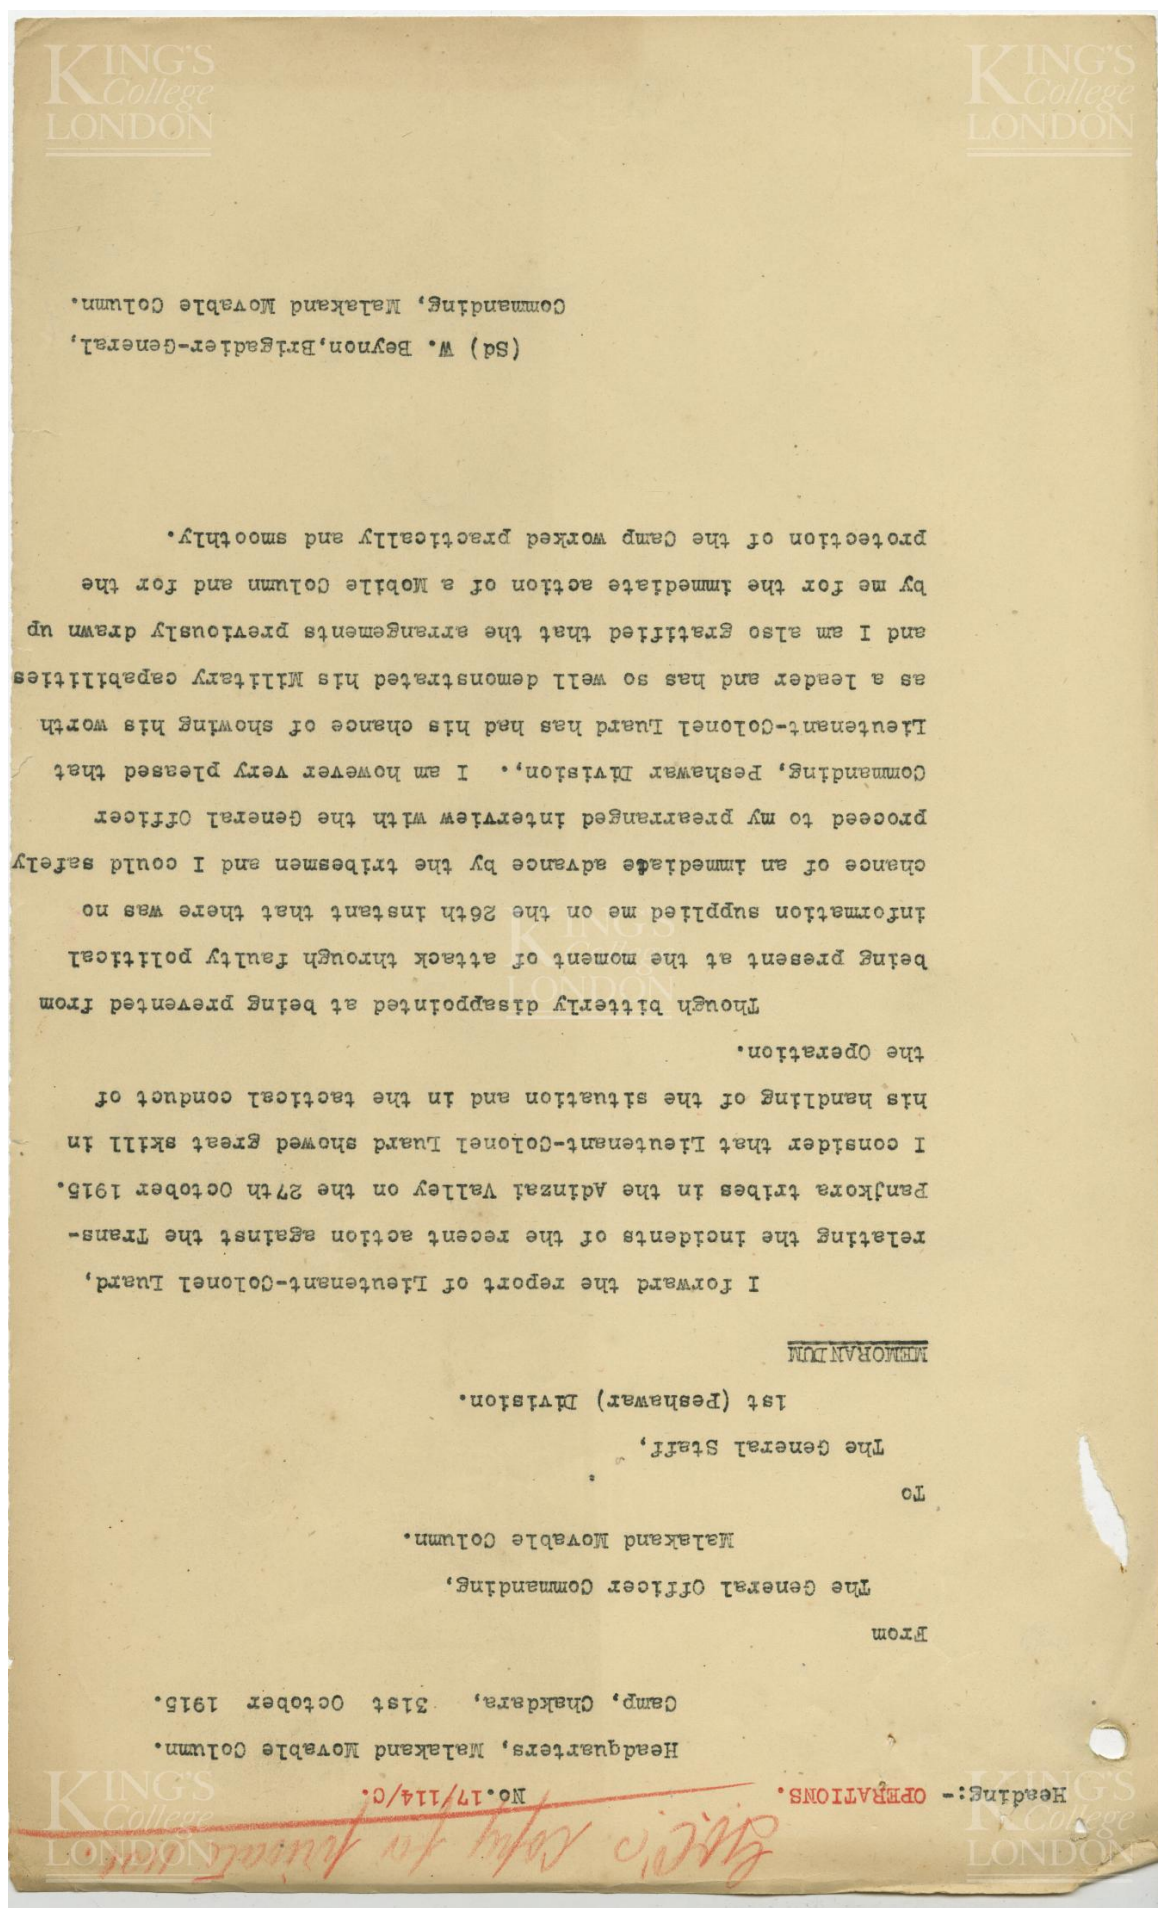 G.O.C's Copy for private use.
Heading:- OPERATIONS. No.17/114/C.
Headquarters, Malakand Movable Column.
Camp, Chakdara, 31st October 1915.
From
The General Officer Commanding,
Malakand Movable Column.
To
The General Staff,
1st (Peshawar) Division.
MEMORANDUM
I forward the report of Lieutenant-Colonel Luard,
relating the incidents of the recent action against the Trans-
Panjkora tribes in the Adinzai Valley on the 27th October 1915.
I consider that Lieutenant-Colonel Luard showed great skill in
his handling of the situation and in the tactical conduct of
the Operation.
Though bitterly disappointed at being prevented from
being present at the moment of attack through faulty political
information supplied me on the 26th instant that there was no
chance of an immediate advance by the tribesmen and I could safely
proceed to my prearranged interview with the General Officer
Commanding, Peshawar Division,. I am however very pleased that
Lieutenant-Colonel Luard has had his chance of showing his worth
as a leader and has so well demonstrated his Military capabilities
and I am also gratified that the arrangements previously drawn up
by me for the immediate action of a Mobile Column and for the
protection of the Camp worked practically and smoothly.
(Sd) W. Beynon,Brigadier-General,
Commanding, Malakand Movable Column.
KING'S
College
LONDON
KING'S
College
LONDON
KING'S
College
LONDON
KING'S
College
LONDON
KING'S
College
LONDON